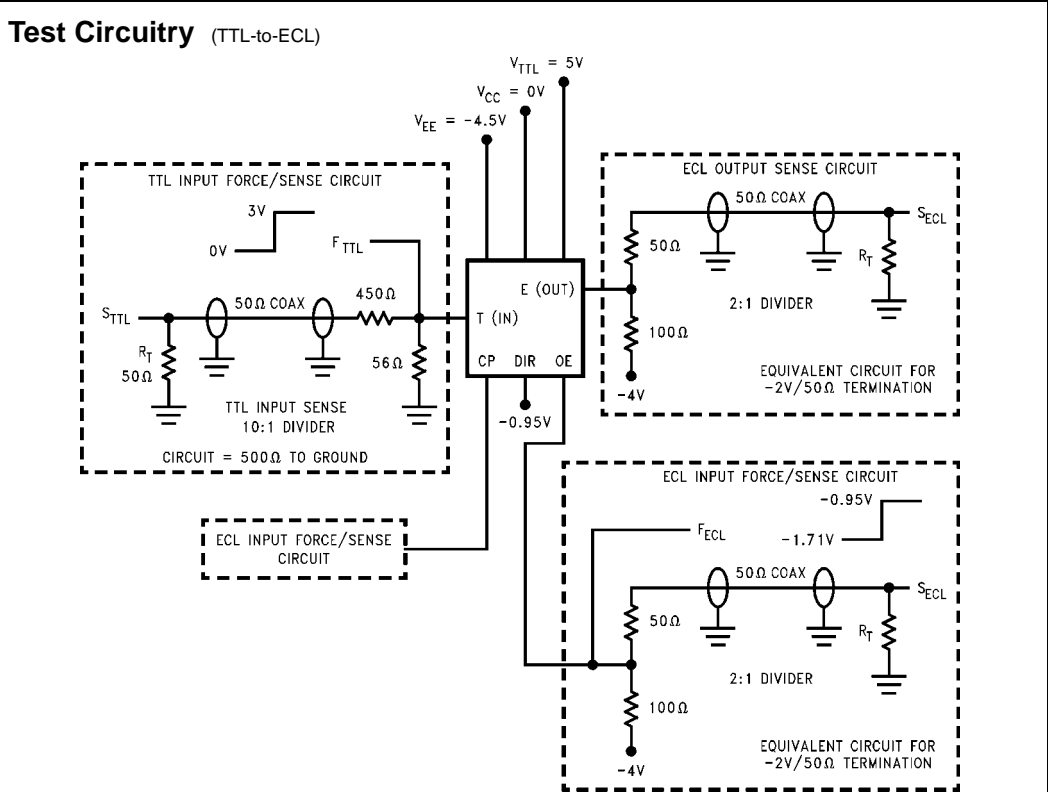 Test Circuitry (TTL-to-ECL)
V_TTL = 5V
V_CC = 0V
V_EE = -4.5V
TTL INPUT FORCE/SENSE CIRCUIT
3V
0V
F_TTL
S_TTL
50Ω COAX
450Ω
R_T
50Ω
56Ω
TTL INPUT SENSE
10:1 DIVIDER
CIRCUIT = 500Ω TO GROUND
E (OUT)
T (IN)
CP DIR OE
-0.95V
ECL OUTPUT SENSE CIRCUIT
50Ω COAX
S_ECL
50Ω
R_T
2:1 DIVIDER
100Ω
-4V
EQUIVALENT CIRCUIT FOR
-2V/50Ω TERMINATION
ECL INPUT FORCE/SENSE
CIRCUIT
ECL INPUT FORCE/SENSE CIRCUIT
-0.95V
F_ECL
-1.71V
50Ω COAX
S_ECL
50Ω
R_T
2:1 DIVIDER
100Ω
-4V
EQUIVALENT CIRCUIT FOR
-2V/50Ω TERMINATION